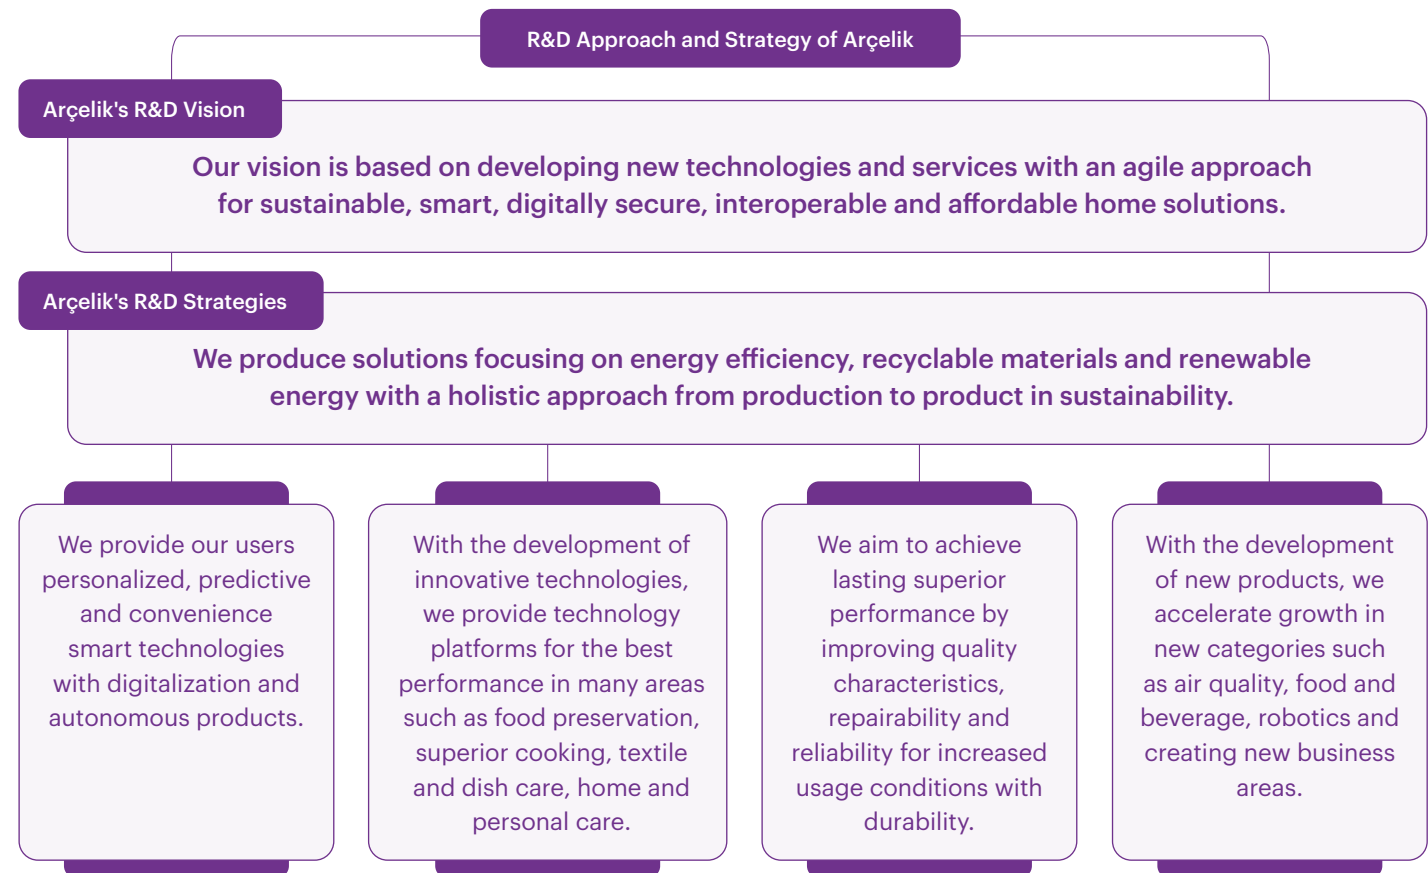 R&D Approach and Strategy of Arçelik
Arçelik's R&D Vision
Our vision is based on developing new technologies and services with an agile approach
for sustainable, smart, digitally secure, interoperable and affordable home solutions.
Arçelik's R&D Strategies
We produce solutions focusing on energy efficiency, recyclable materials and renewable
energy with a holistic approach from production to product in sustainability.
We provide our users
personalized, predictive
and convenience
smart technologies
with digitalization and
autonomous products.
With the development of
innovative technologies,
we provide technology
platforms for the best
performance in many areas
such as food preservation,
superior cooking, textile
and dish care, home and
personal care.
We aim to achieve
lasting superior
performance by
improving quality
characteristics,
repairability and
reliability for increased
usage conditions with
durability.
With the development
of new products, we
accelerate growth in
new categories such
as air quality, food and
beverage, robotics and
creating new business
areas.